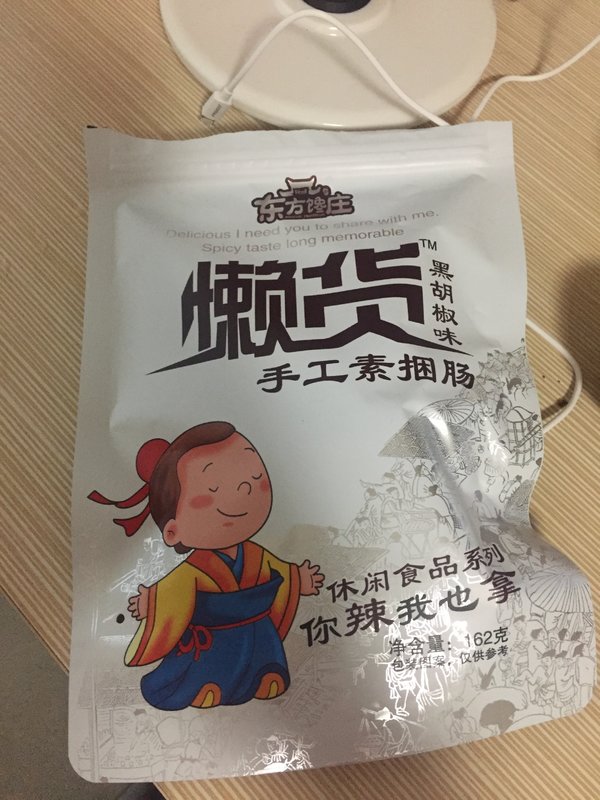 东方馋庄
Delicious I need you to share with me.
Spicy taste long memorable
懒货™
黑胡椒味
手工素捆肠
休闲食品系列
你辣我也拿
净含量：162克
包装图案，仅供参考